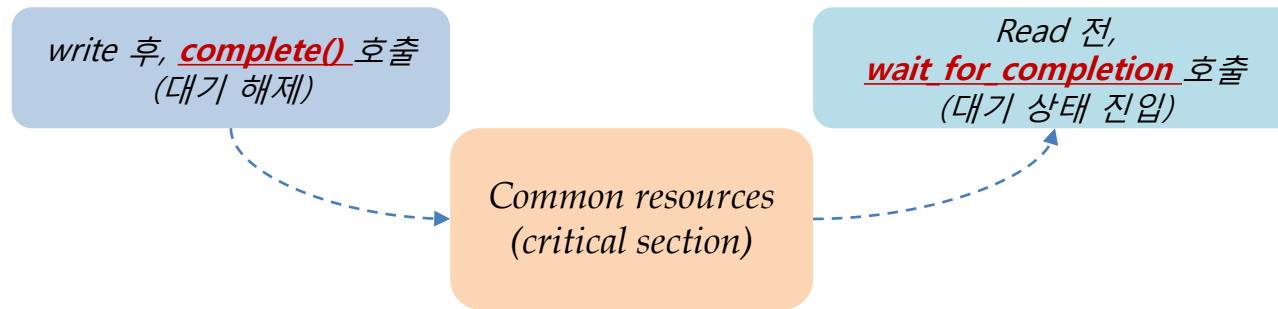 write 후, complete() 호출
(대기 해제)
Read 전,
wait_for_completion 호출
(대기 상태 진입)
Common resources
(critical section)